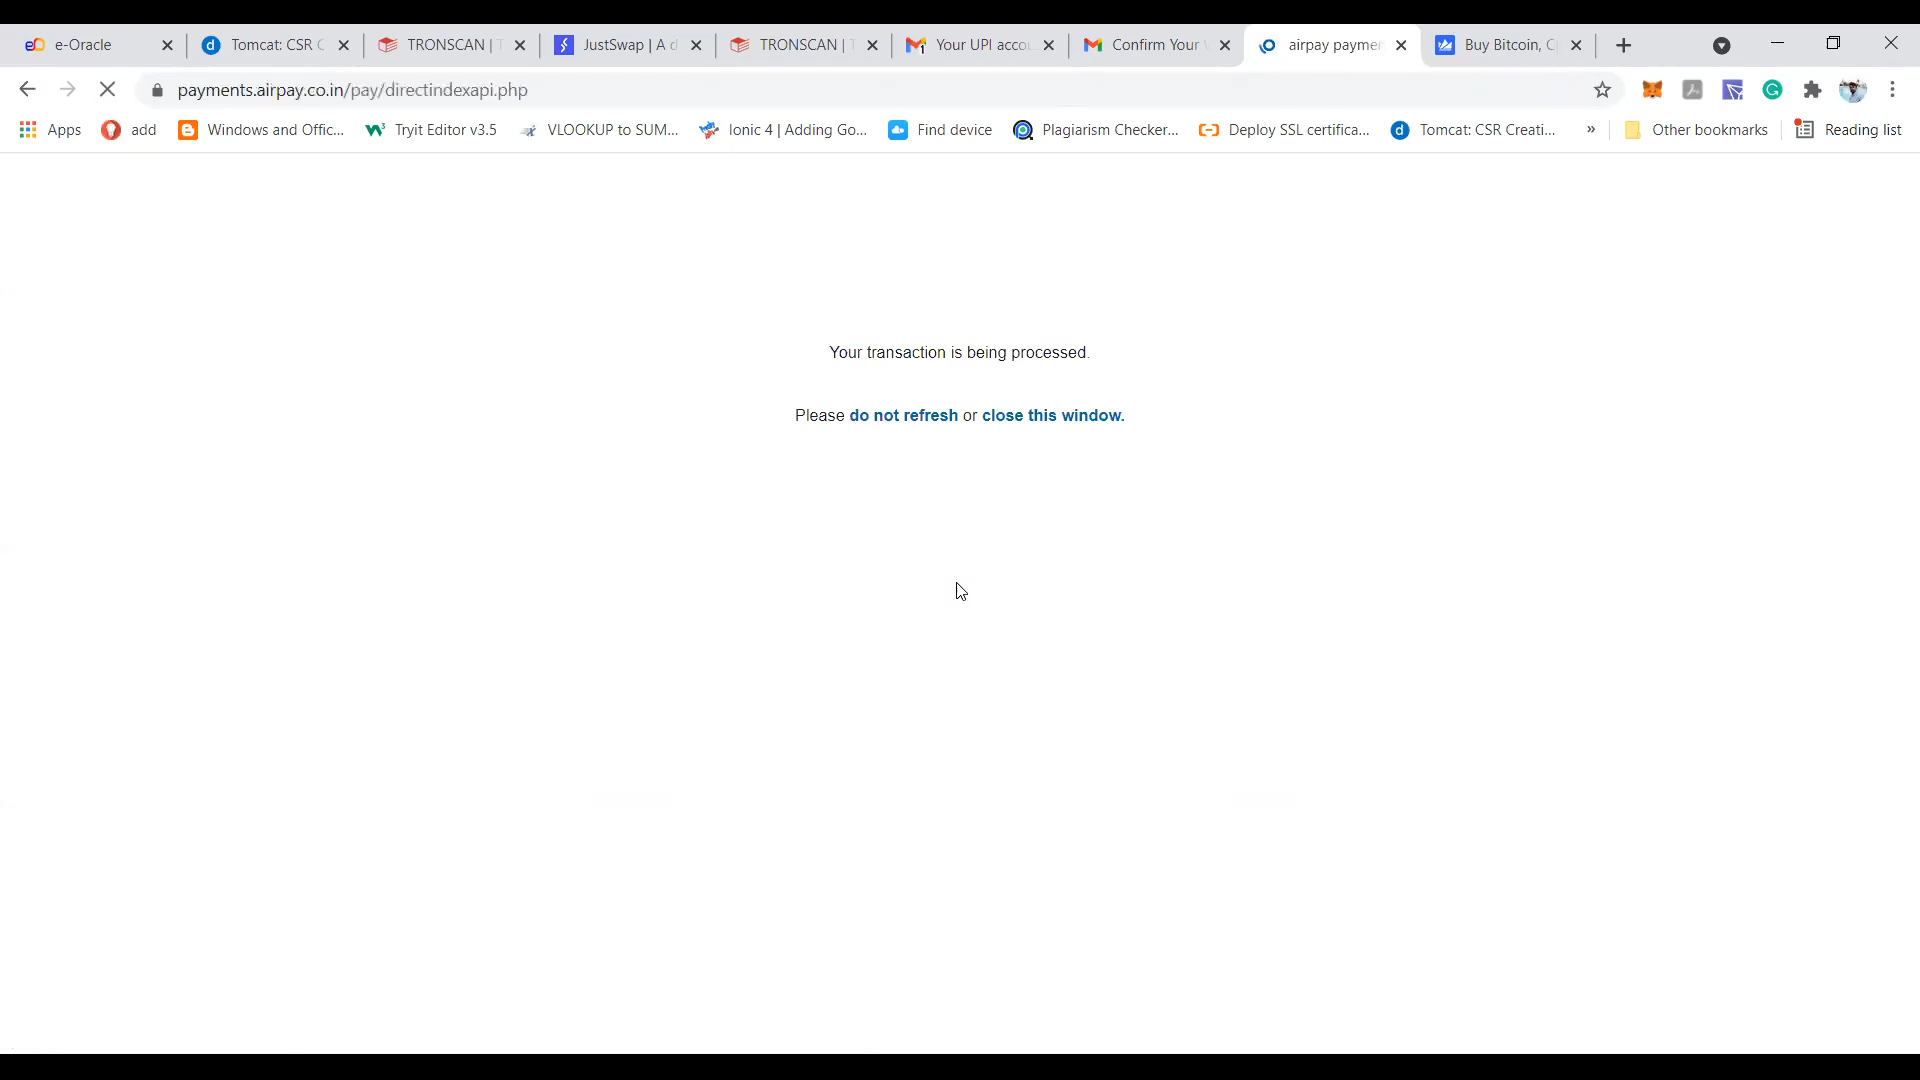 e-Oracle
Tomcat: CSR C
TRONSCAN | T
JustSwap | A d
TRONSCAN | T
Your UPI accou
Confirm Your
airpay paymen
Buy Bitcoin, C
payments.airpay.co.in/pay/directindexapi.php
Apps
add
Windows and Offic...
Tryit Editor v3.5
VLOOKUP to SUM...
Ionic 4 | Adding Go...
Find device
Plagiarism Checker...
Deploy SSL certifica...
Tomcat: CSR Creati...
»
Other bookmarks
Reading list
Your transaction is being processed.
Please do not refresh or close this window.